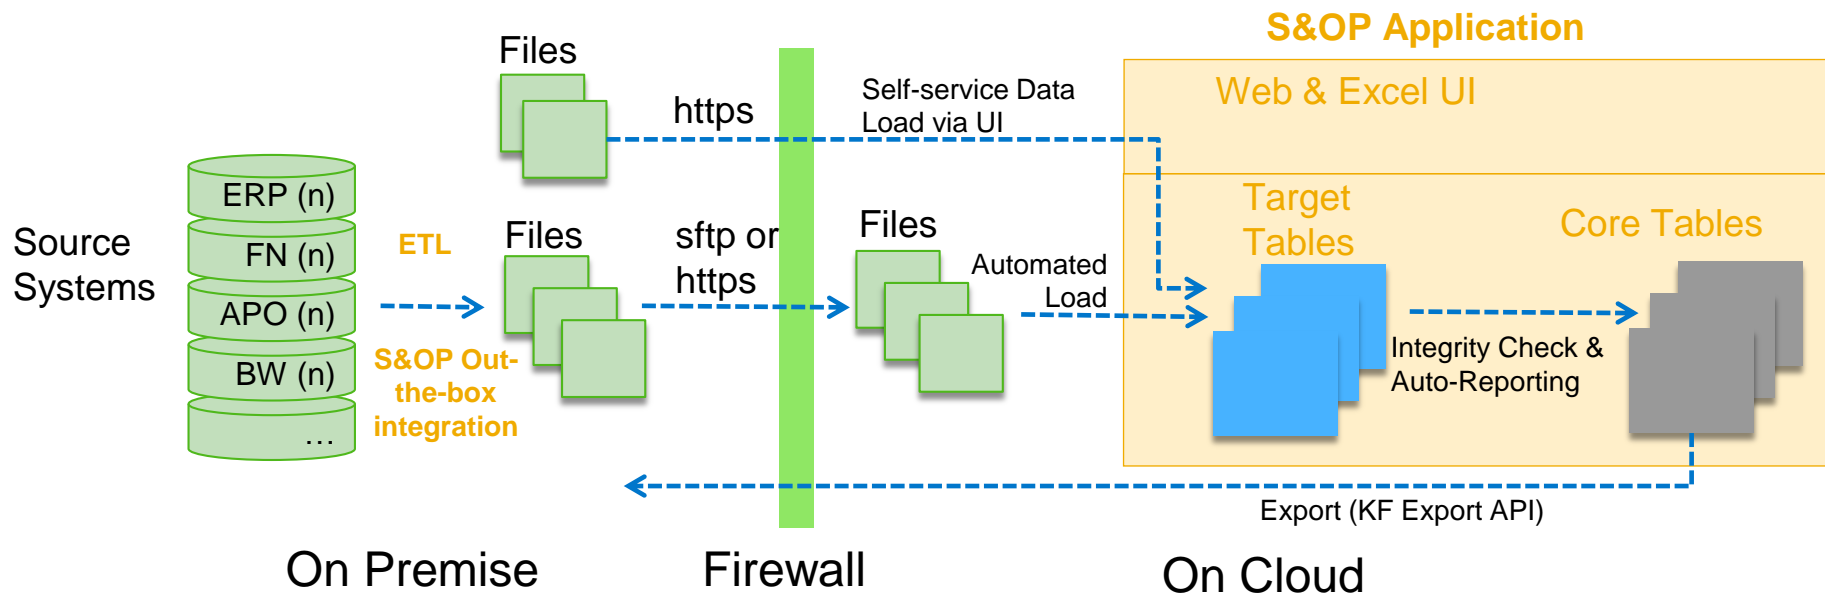 S&OP Application
Files
Web & Excel UI
https
Self-service Data
Load via UI
ERP (n)
FN (n)
APO (n)
BW (n)
…
Source
Systems
ETL
S&OP Out-
the-box
integration
Files
sftp or
https
Files
Automated
Load
Target
Tables
Core Tables
Integrity Check &
Auto-Reporting
Export (KF Export API)
On Premise
Firewall
On Cloud